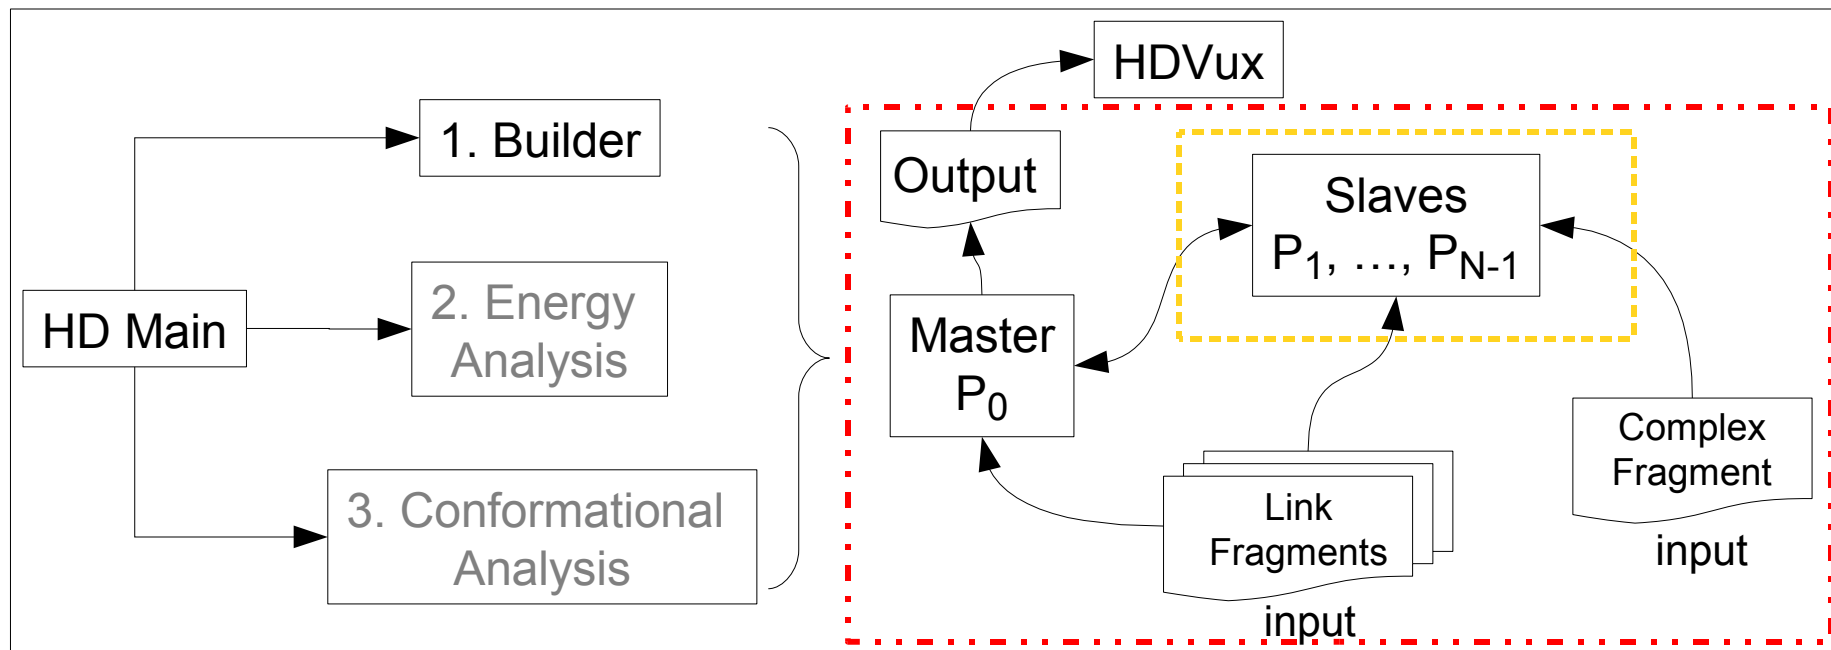 HD Main
1. Builder
2. Energy
Analysis
3. Conformational
Analysis
HDVux
Output
Slaves
P1, ..., PN-1
Master
P0
Link
Fragments
input
Complex
Fragment
input